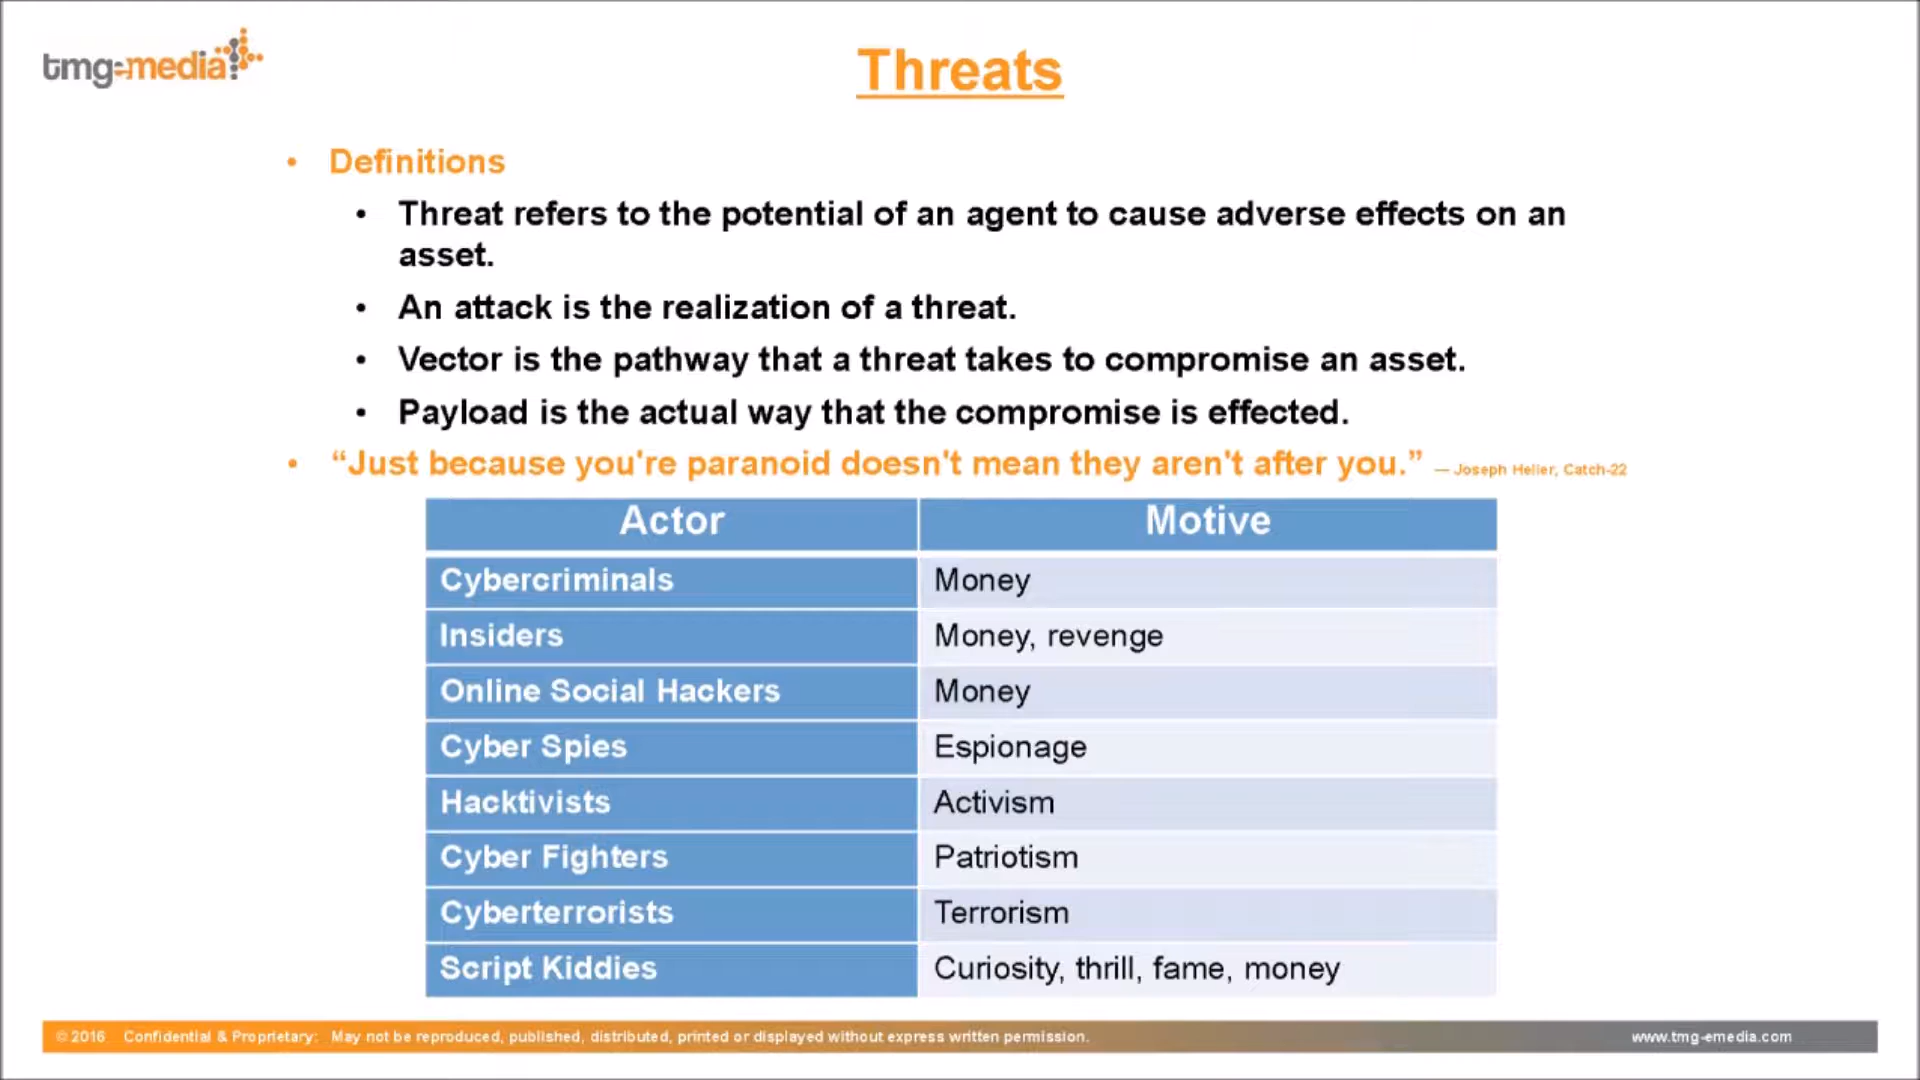 tmg-emedia
Threats
• Definitions
• Threat refers to the potential of an agent to cause adverse effects on an
asset.
• An attack is the realization of a threat.
• Vector is the pathway that a threat takes to compromise an asset.
• Payload is the actual way that the compromise is effected.
• “Just because you're paranoid doesn't mean they aren't after you.” — Joseph Heller, Catch-22
Actor Motive
Cybercriminals Money
Insiders Money, revenge
Online Social Hackers Money
Cyber Spies Espionage
Hacktivists Activism
Cyber Fighters Patriotism
Cyberterrorists Terrorism
Script Kiddies Curiosity, thrill, fame, money
© 2016 Confidential & Proprietary: May not be reproduced, published, distributed, printed or displayed without express written permission. www.tmg-emedia.com